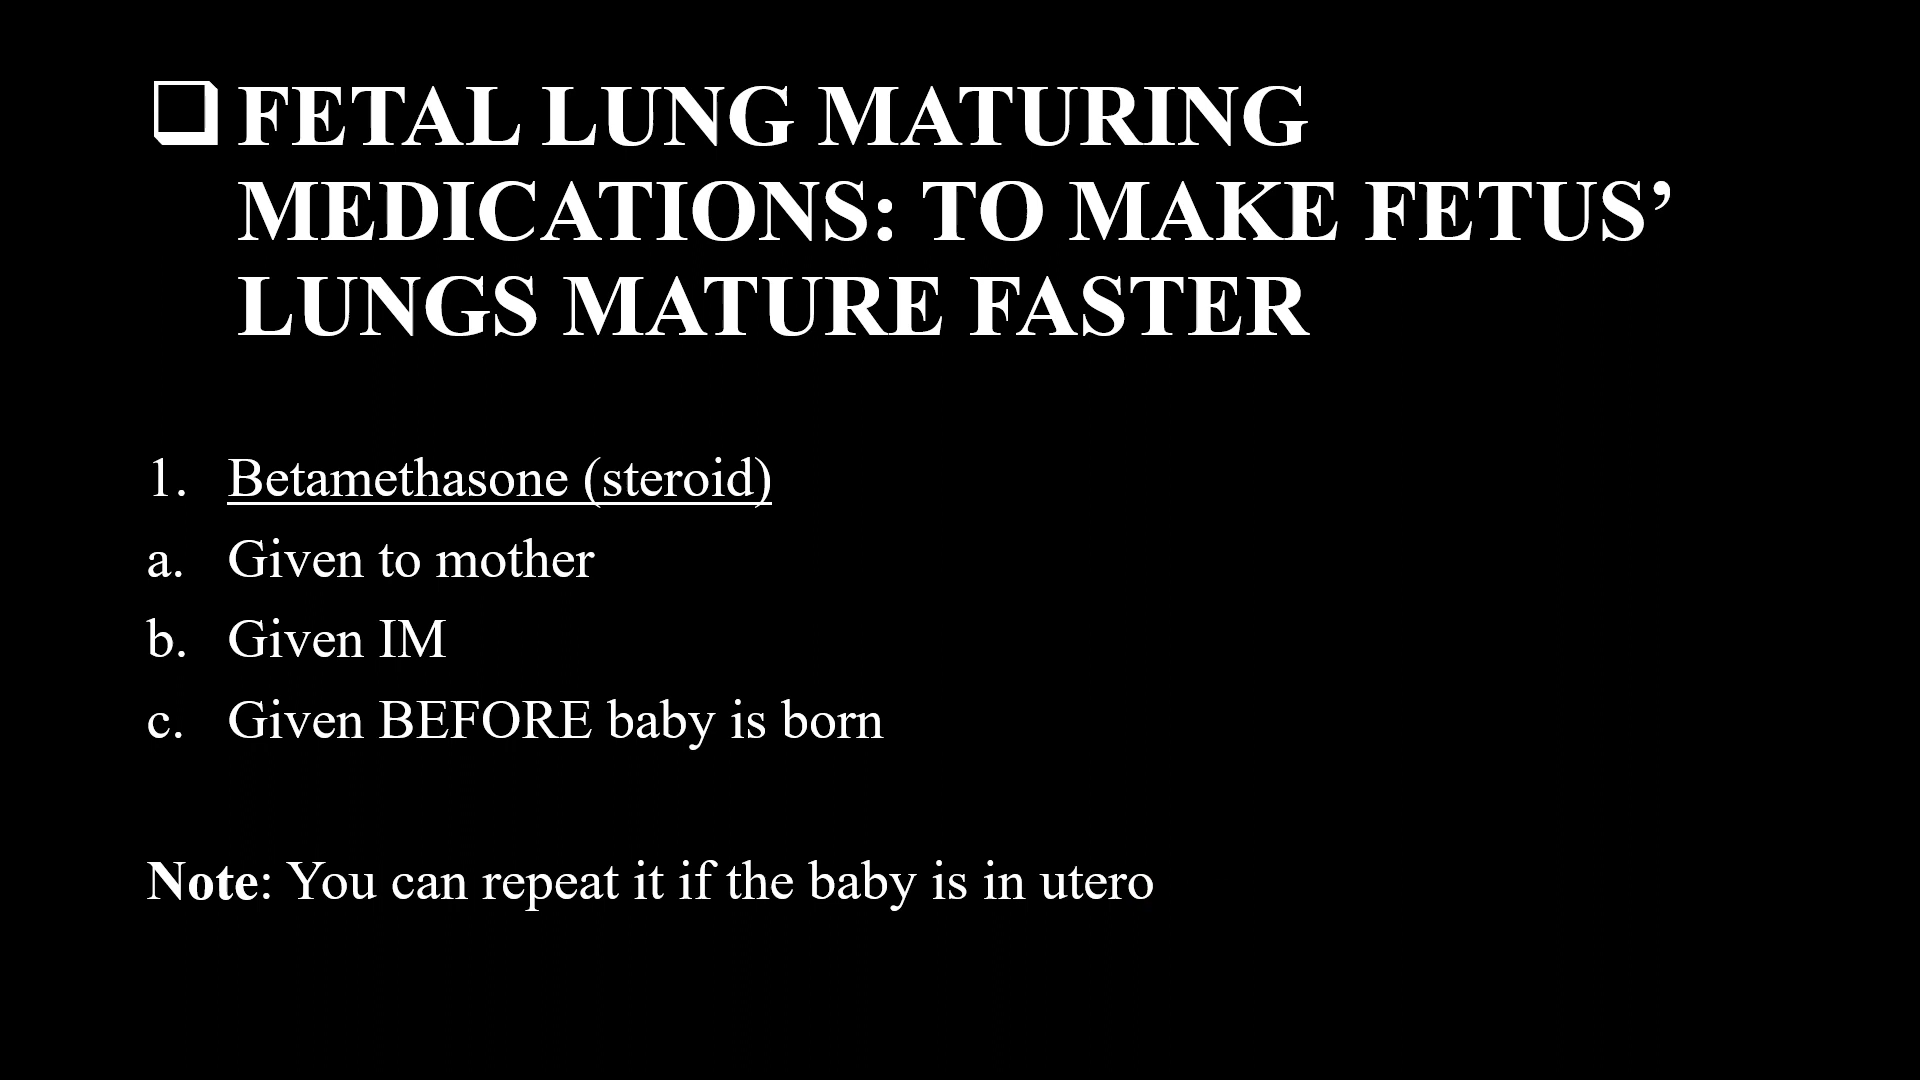 ❑ FETAL LUNG MATURING
MEDICATIONS: TO MAKE FETUS’
LUNGS MATURE FASTER
1. Betamethasone (steroid)
a. Given to mother
b. Given IM
c. Given BEFORE baby is born
Note: You can repeat it if the baby is in utero